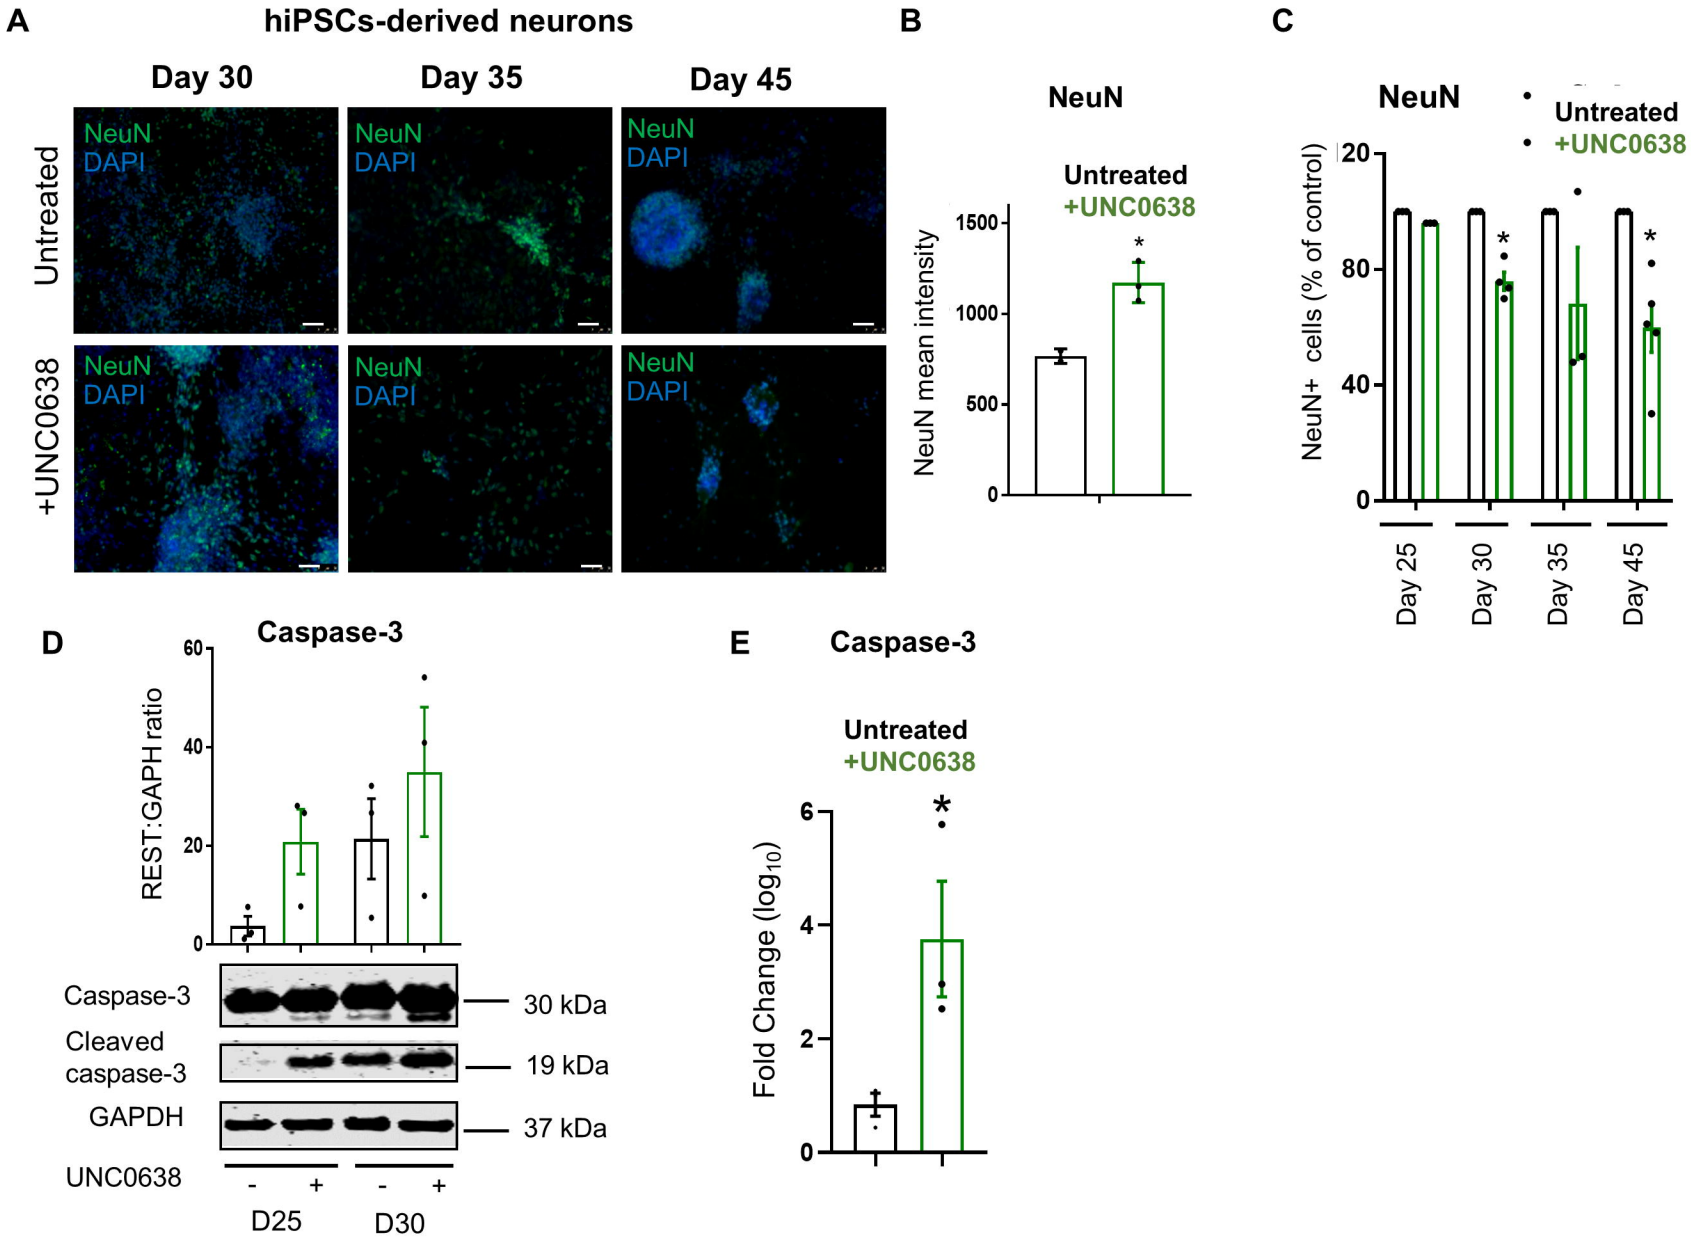 A
hiPSCs-derived neurons
Day 30
Day 35
Day 45
Untreated
NeuN
DAPI
NeuN
DAPI
NeuN
DAPI
+UNC0638
NeuN
DAPI
NeuN
DAPI
NeuN
DAPI
B
NeuN
Untreated
+UNC0638
NeuN mean intensity
1500
1000
500
0
*
C
NeuN
Untreated
+UNC0638
NeuN+ cells (% of control)
20
80
40
0
*
*
Day 25
Day 30
Day 35
Day 45
D
Caspase-3
REST:GAPH ratio
60
40
20
0
Caspase-3
30 kDa
Cleaved
caspase-3
19 kDa
GAPDH
37 kDa
UNC0638
- + - +
D25 D30
E
Caspase-3
Untreated
+UNC0638
Fold Change (log10)
6
4
2
0
*